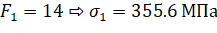 F₁ = 14 ⇨ σ₁ = 355.6 МПа